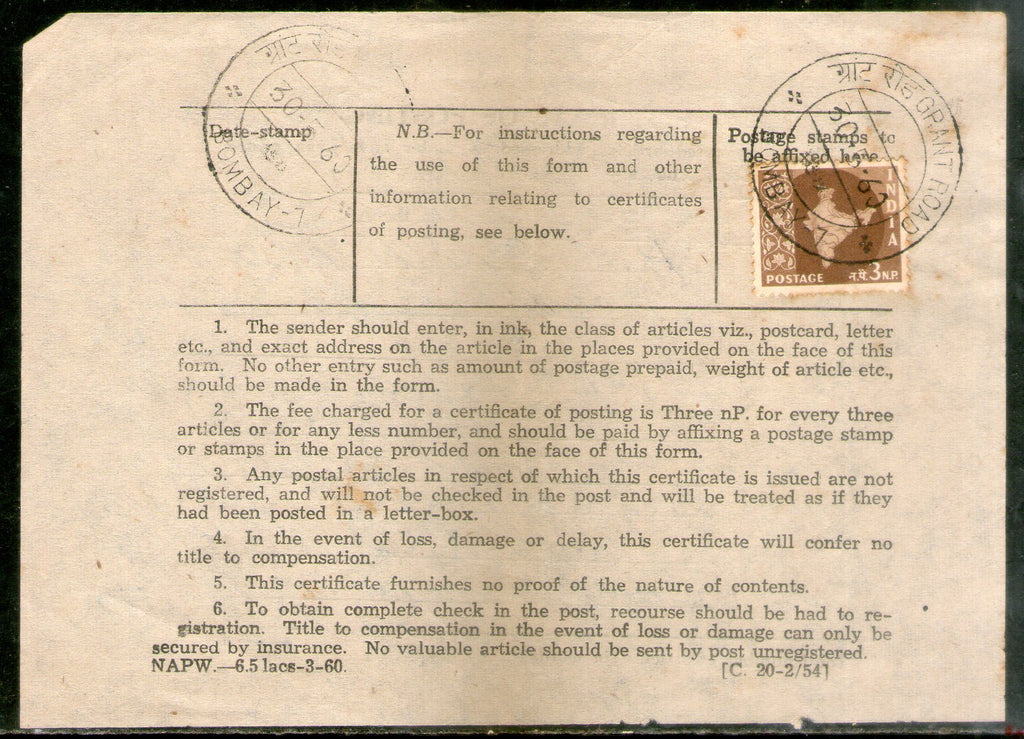 ग्रांट रोड
30-
60
BOMBAY-7
Date-stamp
N.B.—For instructions regarding
the use of this form and other
information relating to certificates
of posting, see below.
Postage stamps to
be affixed here
ग्रांट रोड GRANT ROAD
BOMBAY 7
INDIA
POSTAGE न.पै. 3 N.P.
1. The sender should enter, in ink, the class of articles viz., postcard, letter
etc., and exact address on the article in the places provided on the face of this
form. No other entry such as amount of postage prepaid, weight of article etc.,
should be made in the form.
2. The fee charged for a certificate of posting is Three nP. for every three
articles or for any less number, and should be paid by affixing a postage stamp
or stamps in the place provided on the face of this form.
3. Any postal articles in respect of which this certificate is issued are not
registered, and will not be checked in the post and will be treated as if they
had been posted in a letter-box.
4. In the event of loss, damage or delay, this certificate will confer no
title to compensation.
5. This certificate furnishes no proof of the nature of contents.
6. To obtain complete check in the post, recourse should be had to re-
gistration. Title to compensation in the event of loss or damage can only be
secured by insurance. No valuable article should be sent by post unregistered.
NAPW.—6.5 lacs-3-60. [C. 20-2/54]